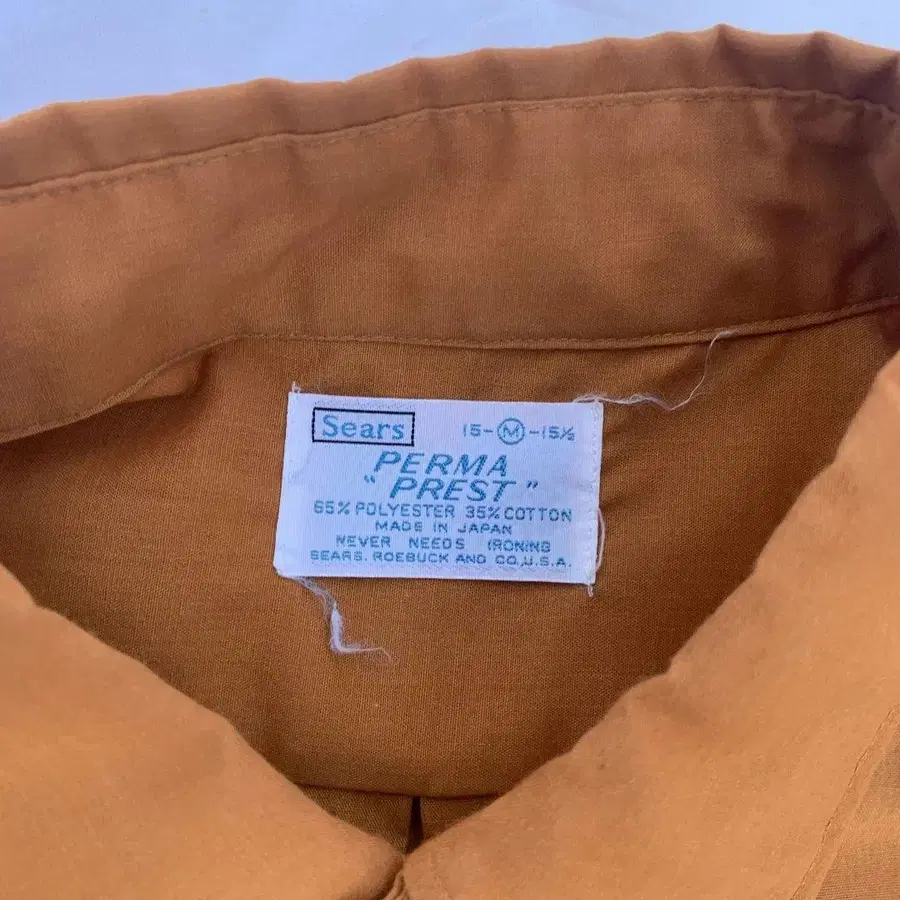 Sears 15-M-15½
PERMA
"PREST"
65% POLYESTER 35% COTTON
MADE IN JAPAN
NEVER NEEDS IRONING
SEARS, ROEBUCK AND CO., U.S.A.